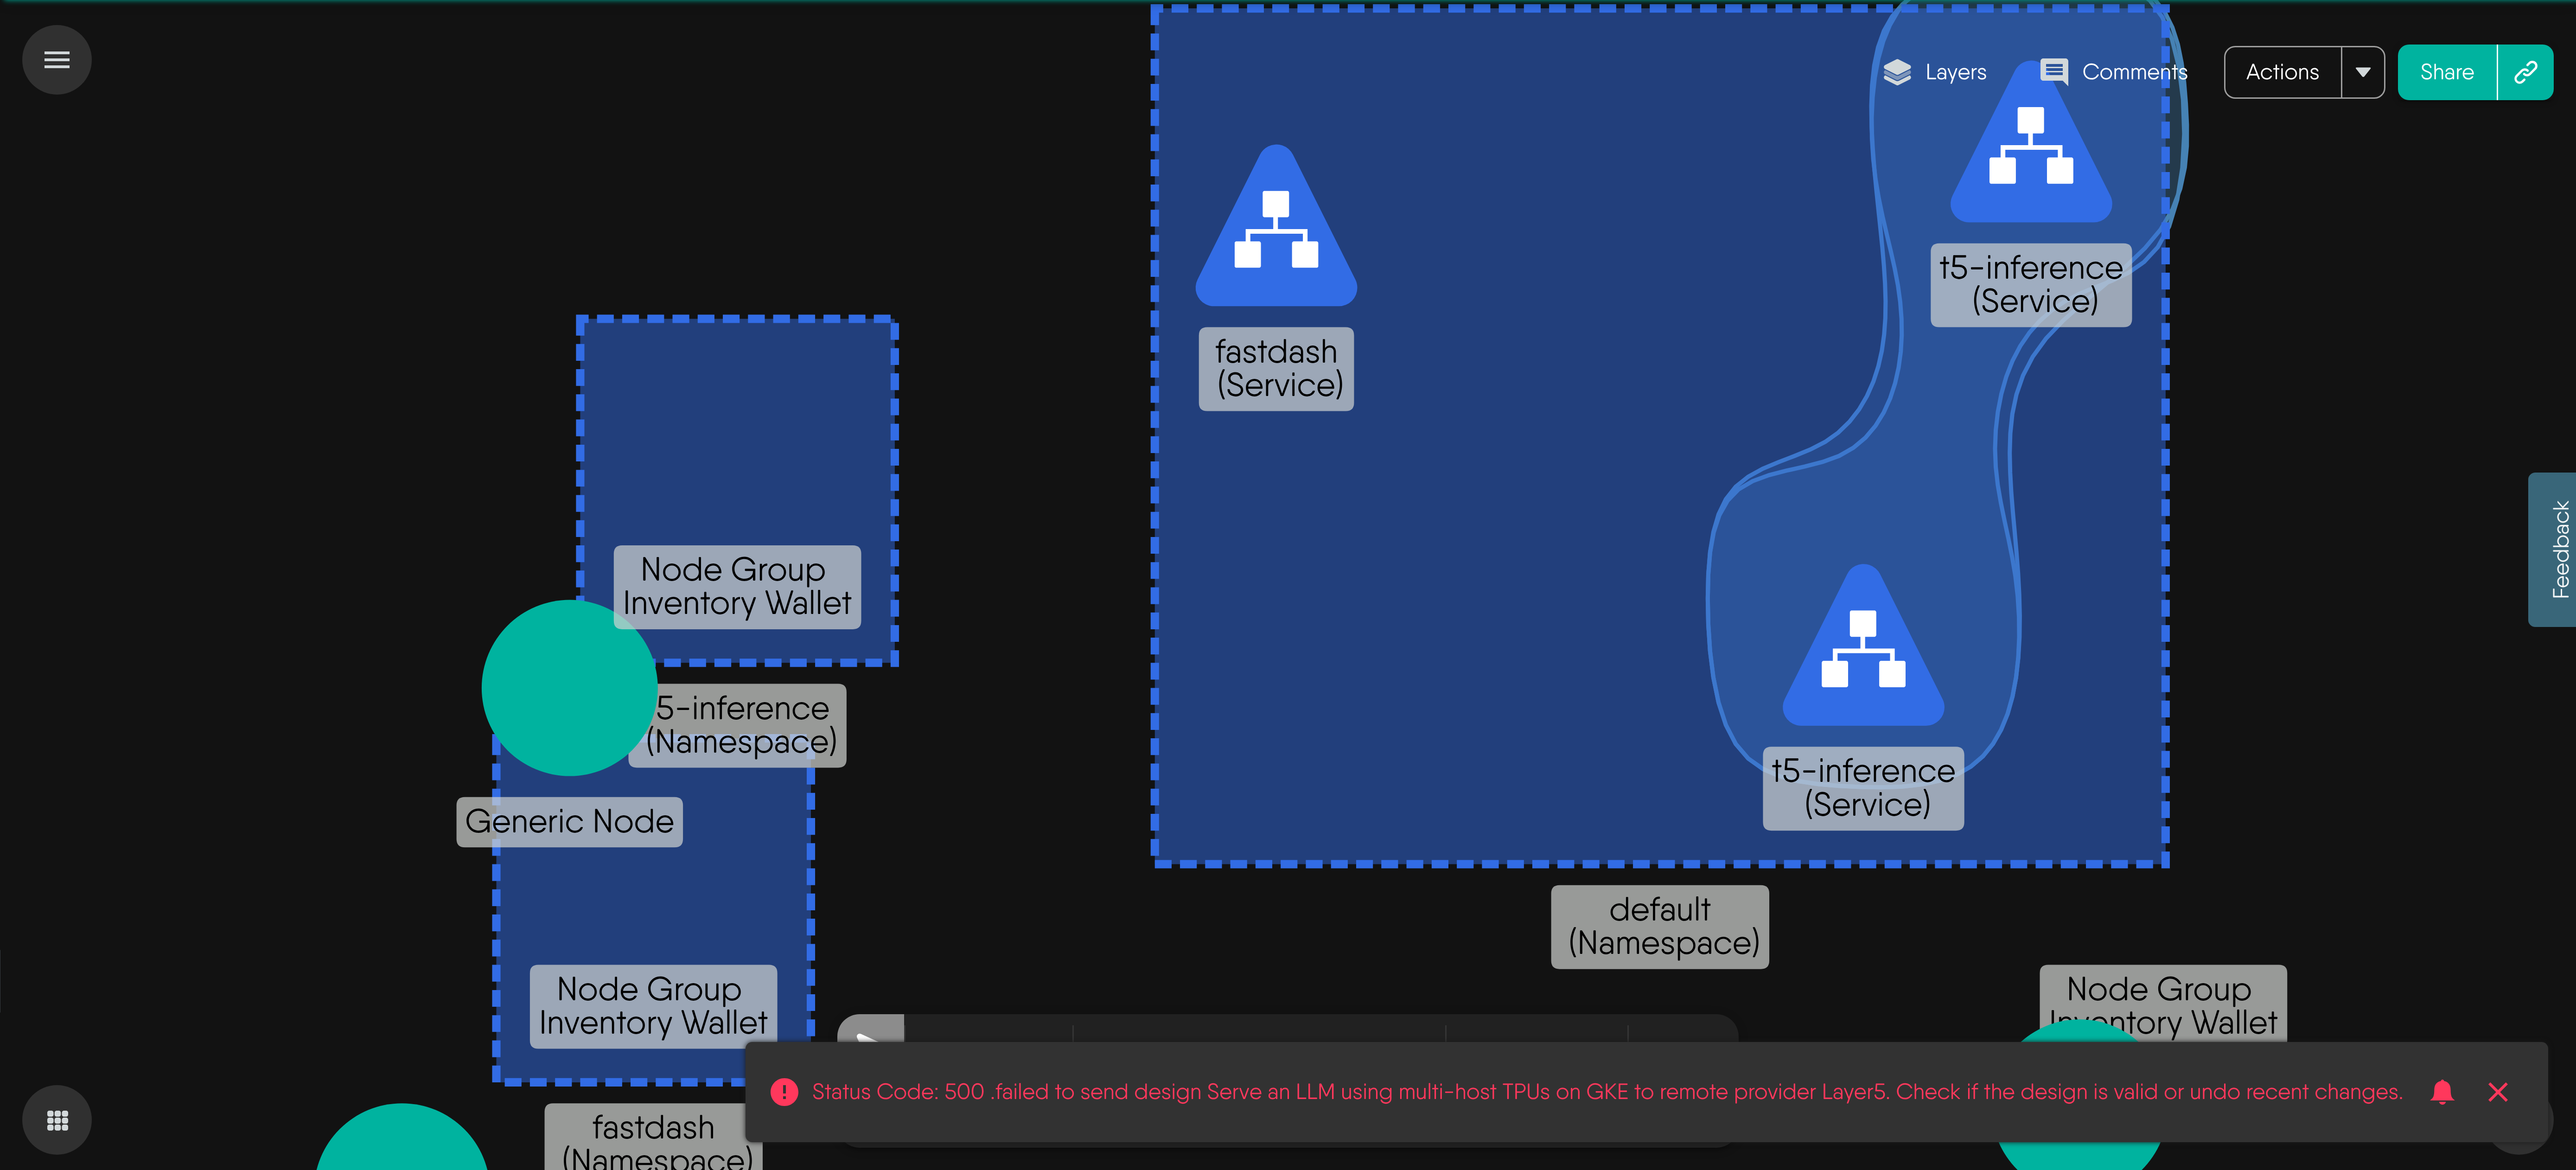 Layers
Comments
Actions
Share
fastdash
(Service)
t5-inference
(Service)
Node Group
Inventory Wallet
5-inference
(Namespace)
Generic Node
Node Group
Inventory Wallet
t5-inference
(Service)
default
(Namespace)
Node Group
Inventory Wallet
fastdash
(Namespace)
Feedback
Status Code: 500 .failed to send design Serve an LLM using multi-host TPUs on GKE to remote provider Layer5. Check if the design is valid or undo recent changes.